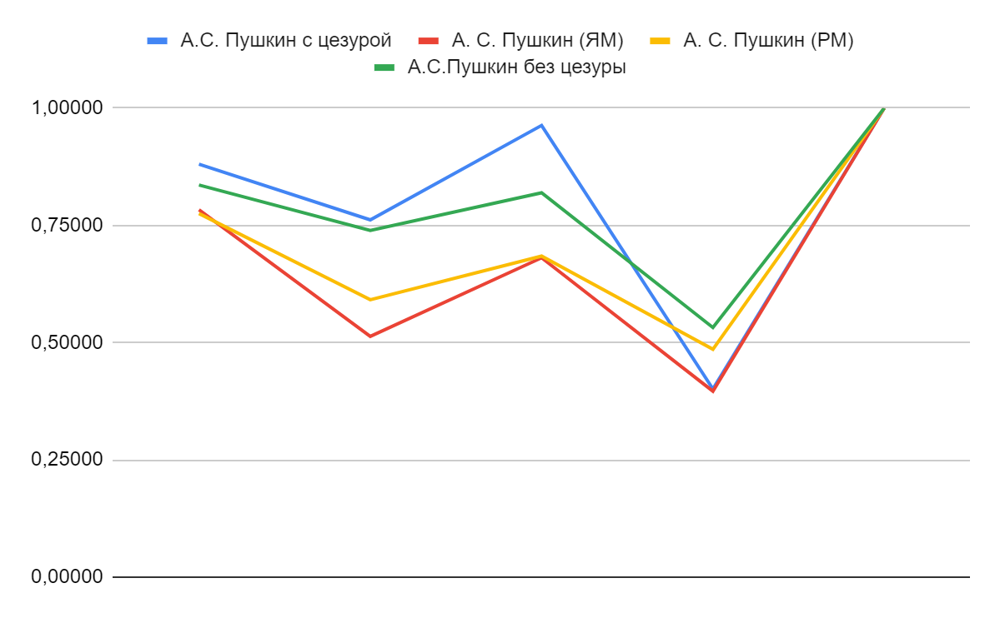 А.С. Пушкин с цезурой А. С. Пушкин (ЯМ) А. С. Пушкин (РМ)
А.С.Пушкин без цезуры
1,00000
0,75000
0,50000
0,25000
0,00000